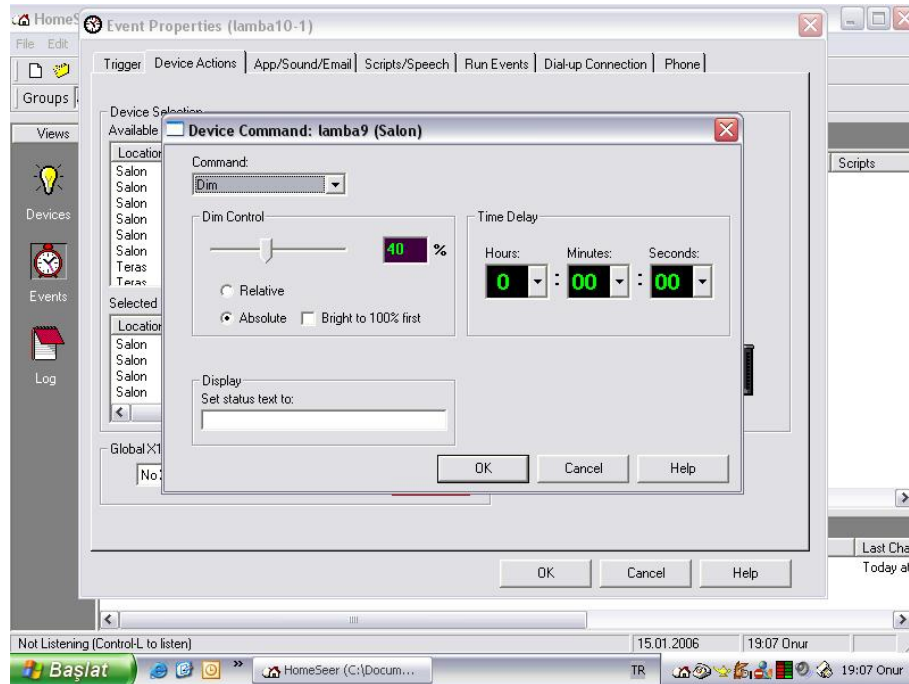 HomeS
Event Properties (lamba10-1)
File Edit
Trigger Device Actions App/Sound/Email Scripts/Speech Run Events Dial-up Connection Phone
Groups
Device Selection
Views
Available
Device Command: lamba9 (Salon)
Location
Scripts
Salon
Salon
Salon
Salon
Salon
Salon
Teras
Teras
Command:
Dim
Dim Control
40 %
Relative
Absolute Bright to 100% first
Time Delay
Hours: Minutes: Seconds:
0 : 00 : 00
Devices
Events
Log
Selected
Location
Salon
Salon
Salon
Salon
Display
Set status text to:
Global X1
No
OK Cancel Help
Last Cha
Today at
OK Cancel Help
Not Listening (Control-L to listen) 15.01.2006 19:07 Onur
Başlat » HomeSeer (C:\Docum... TR 19:07 Onur